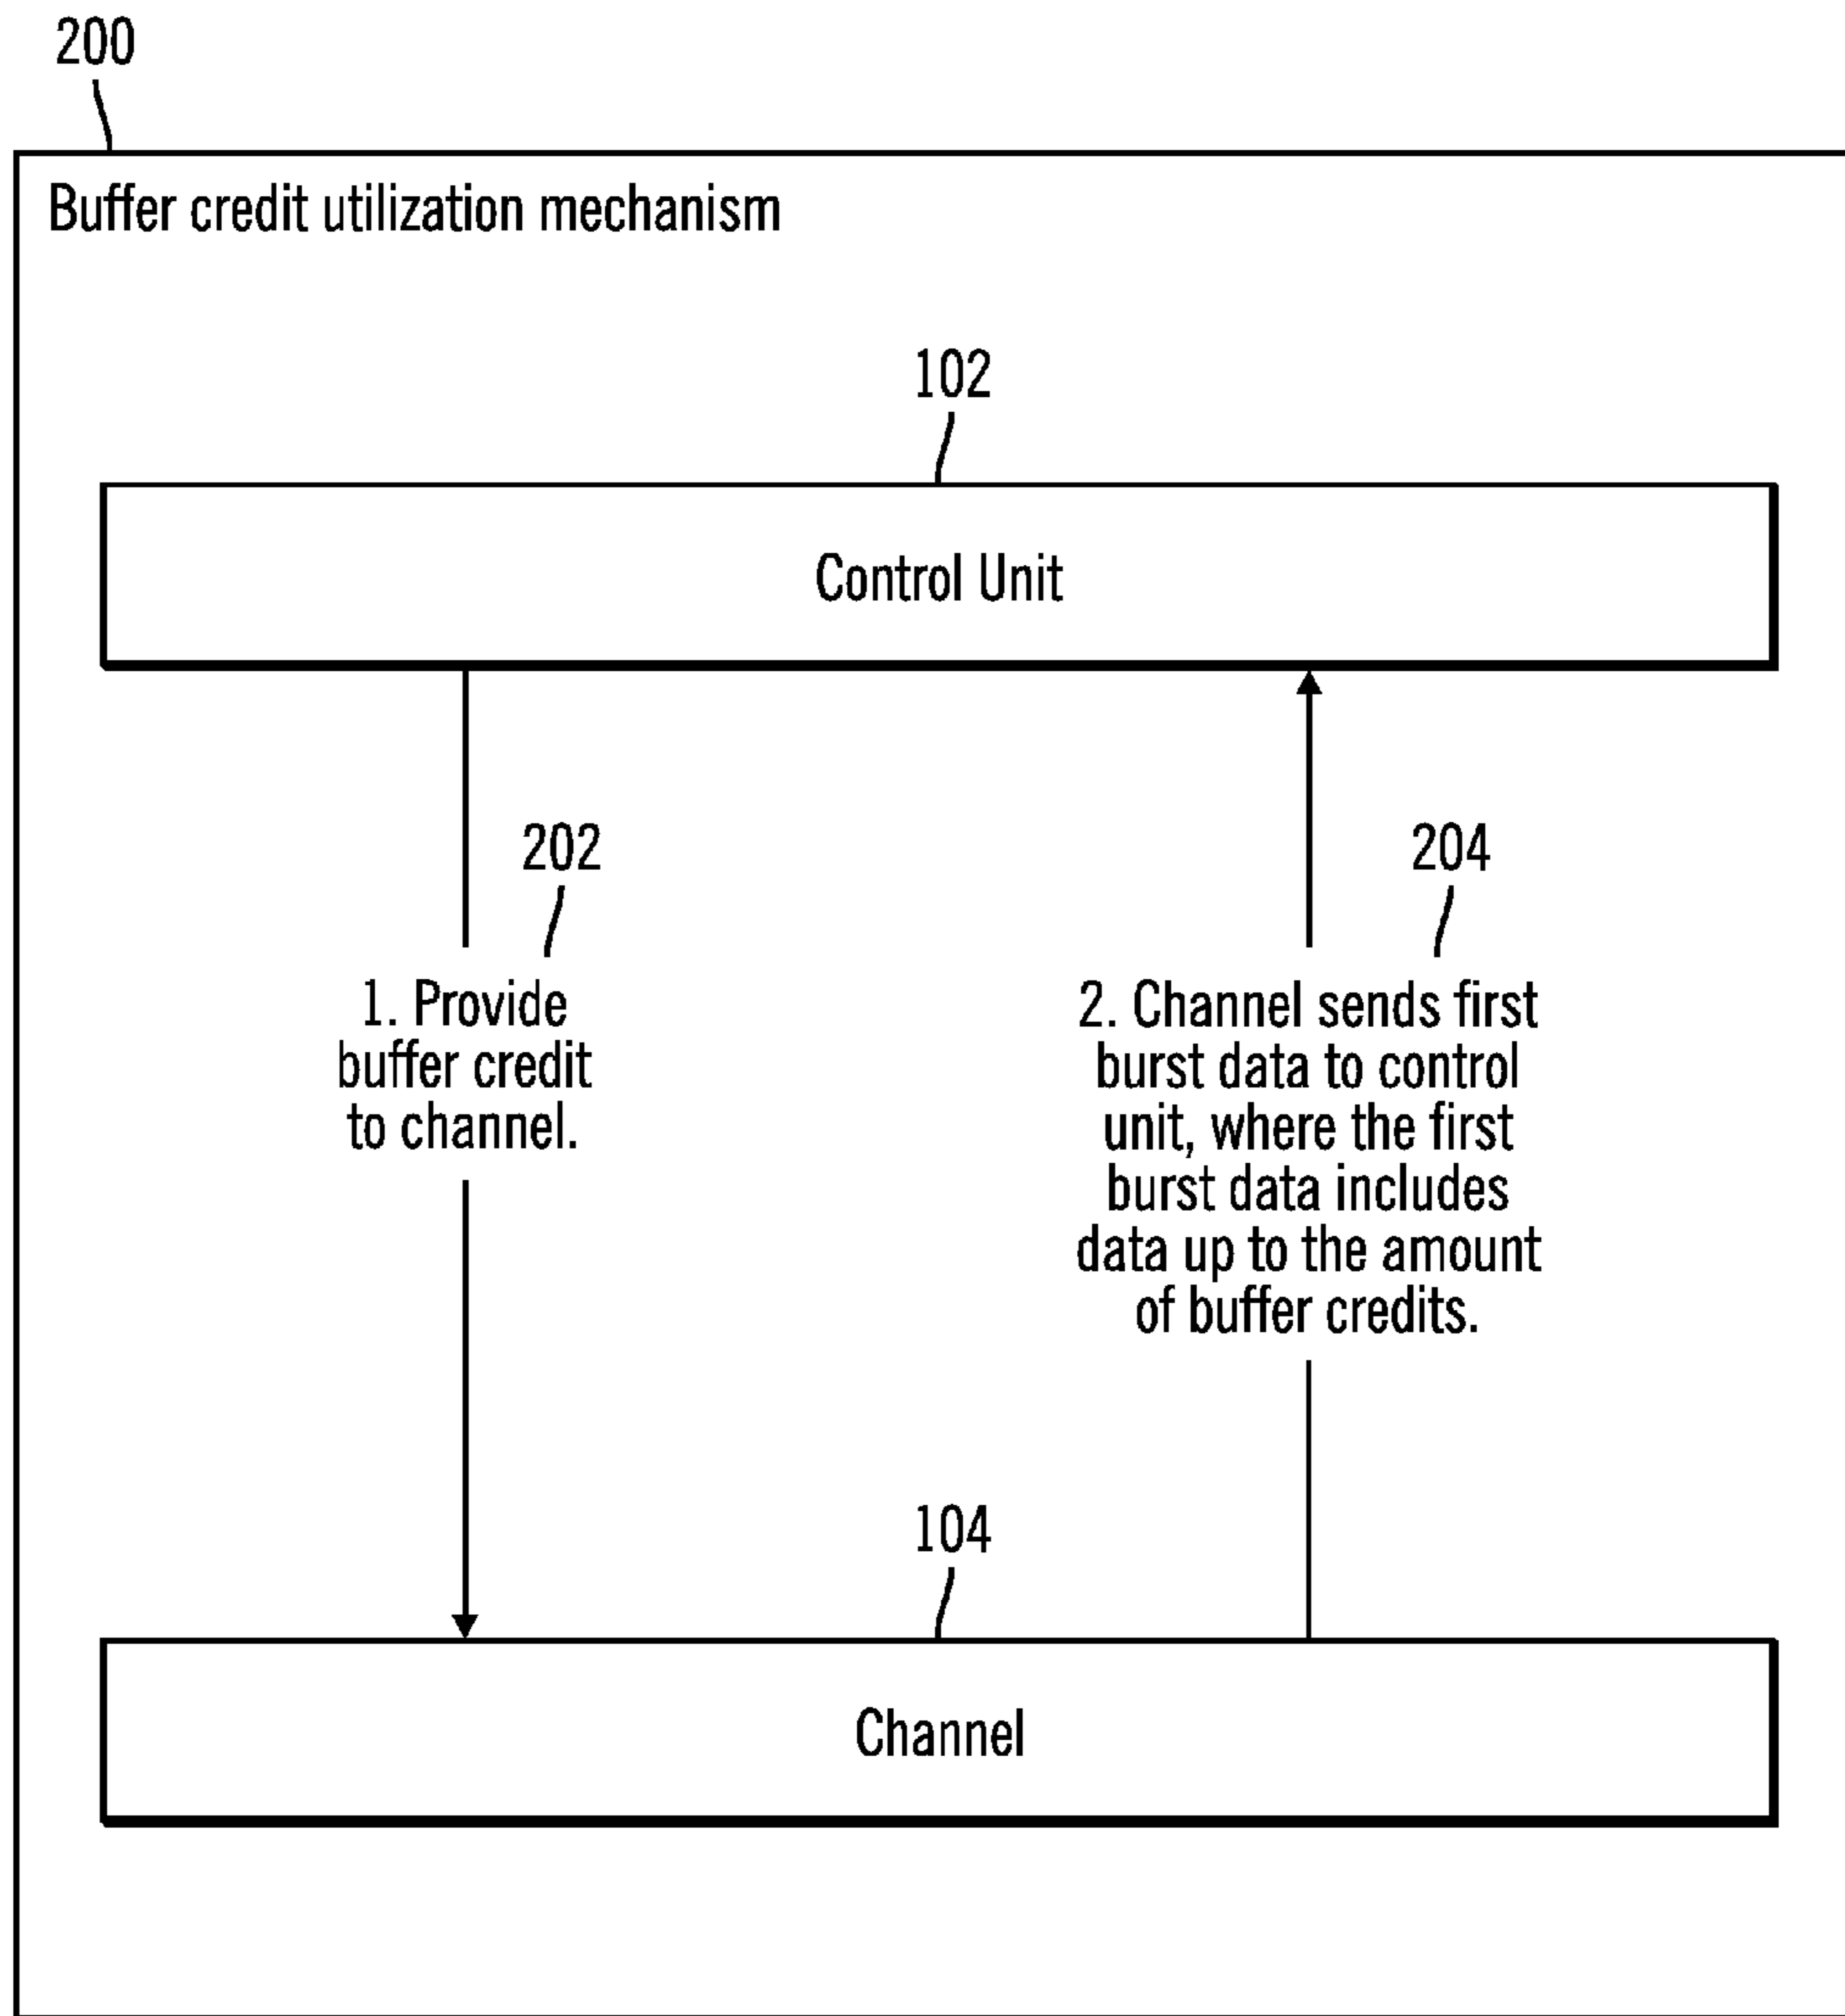 200
Buffer credit utilization mechanism
102
Control Unit
202
1. Provide
buffer credit
to channel.
204
2. Channel sends first
burst data to control
unit, where the first
burst data includes
data up to the amount
of buffer credits.
104
Channel